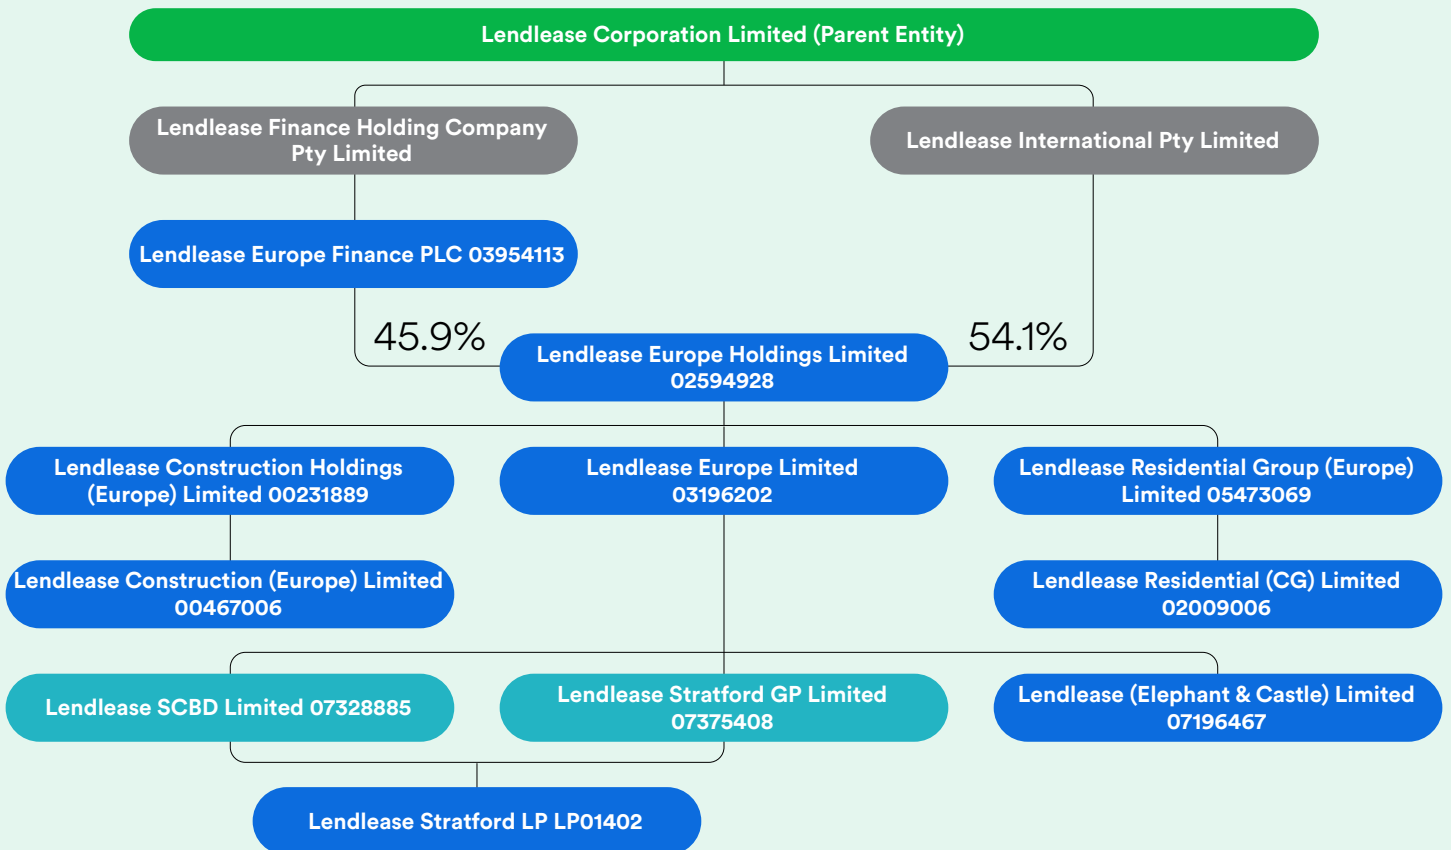 Lendlease Corporation Limited (Parent Entity)
Lendlease Finance Holding Company
Pty Limited
Lendlease International Pty Limited
Lendlease Europe Finance PLC 03954113
45.9%
54.1%
Lendlease Europe Holdings Limited
02594928
Lendlease Construction Holdings
(Europe) Limited 00231889
Lendlease Europe Limited
03196202
Lendlease Residential Group (Europe)
Limited 05473069
Lendlease Construction (Europe) Limited
00467006
Lendlease Residential (CG) Limited
02009006
Lendlease SCBD Limited 07328885
Lendlease Stratford GP Limited
07375408
Lendlease (Elephant & Castle) Limited
07196467
Lendlease Stratford LP LP01402